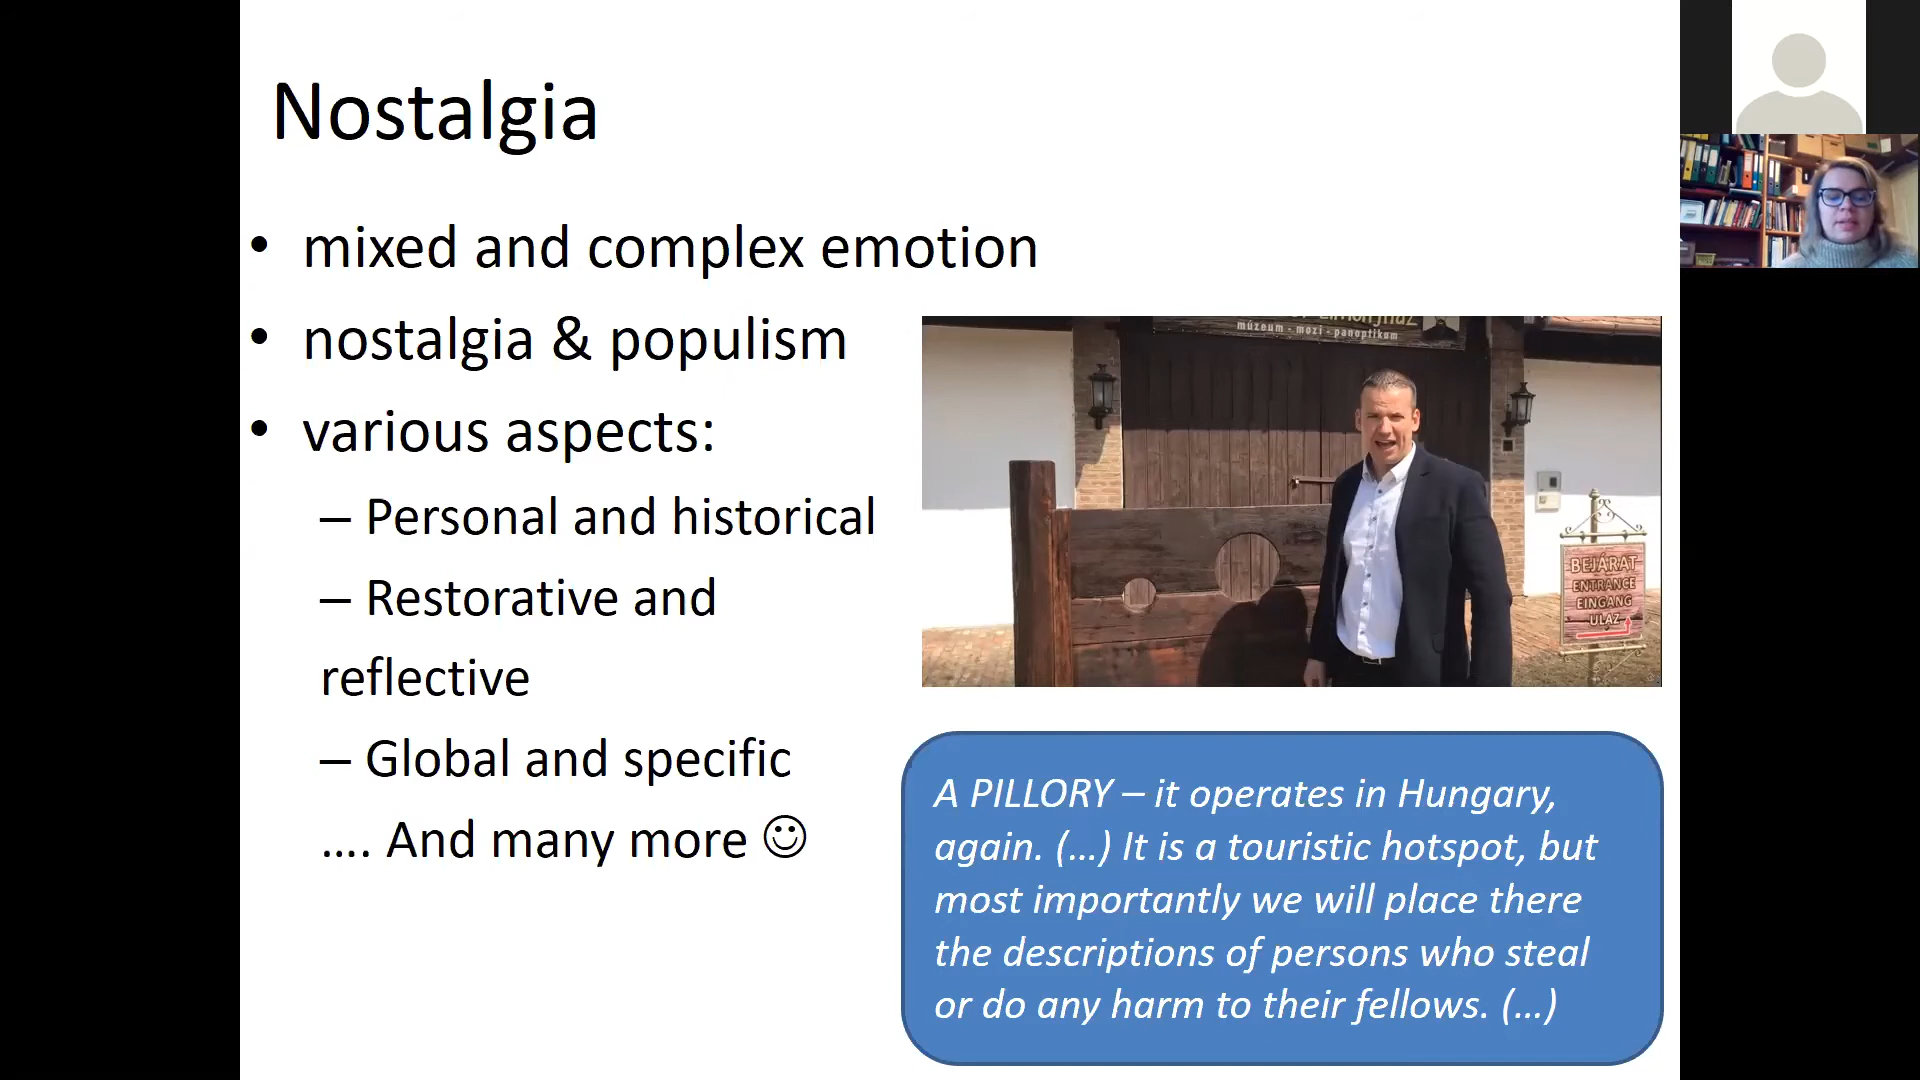 Nostalgia
• mixed and complex emotion
• nostalgia & populism
• various aspects:
– Personal and historical
– Restorative and
reflective
– Global and specific
.... And many more ☺
múzeum - mozi - panoptikum
BEJÁRAT
ENTRANCE
EINGANG
ULAZ
A PILLORY – it operates in Hungary,
again. (...) It is a touristic hotspot, but
most importantly we will place there
the descriptions of persons who steal
or do any harm to their fellows. (...)